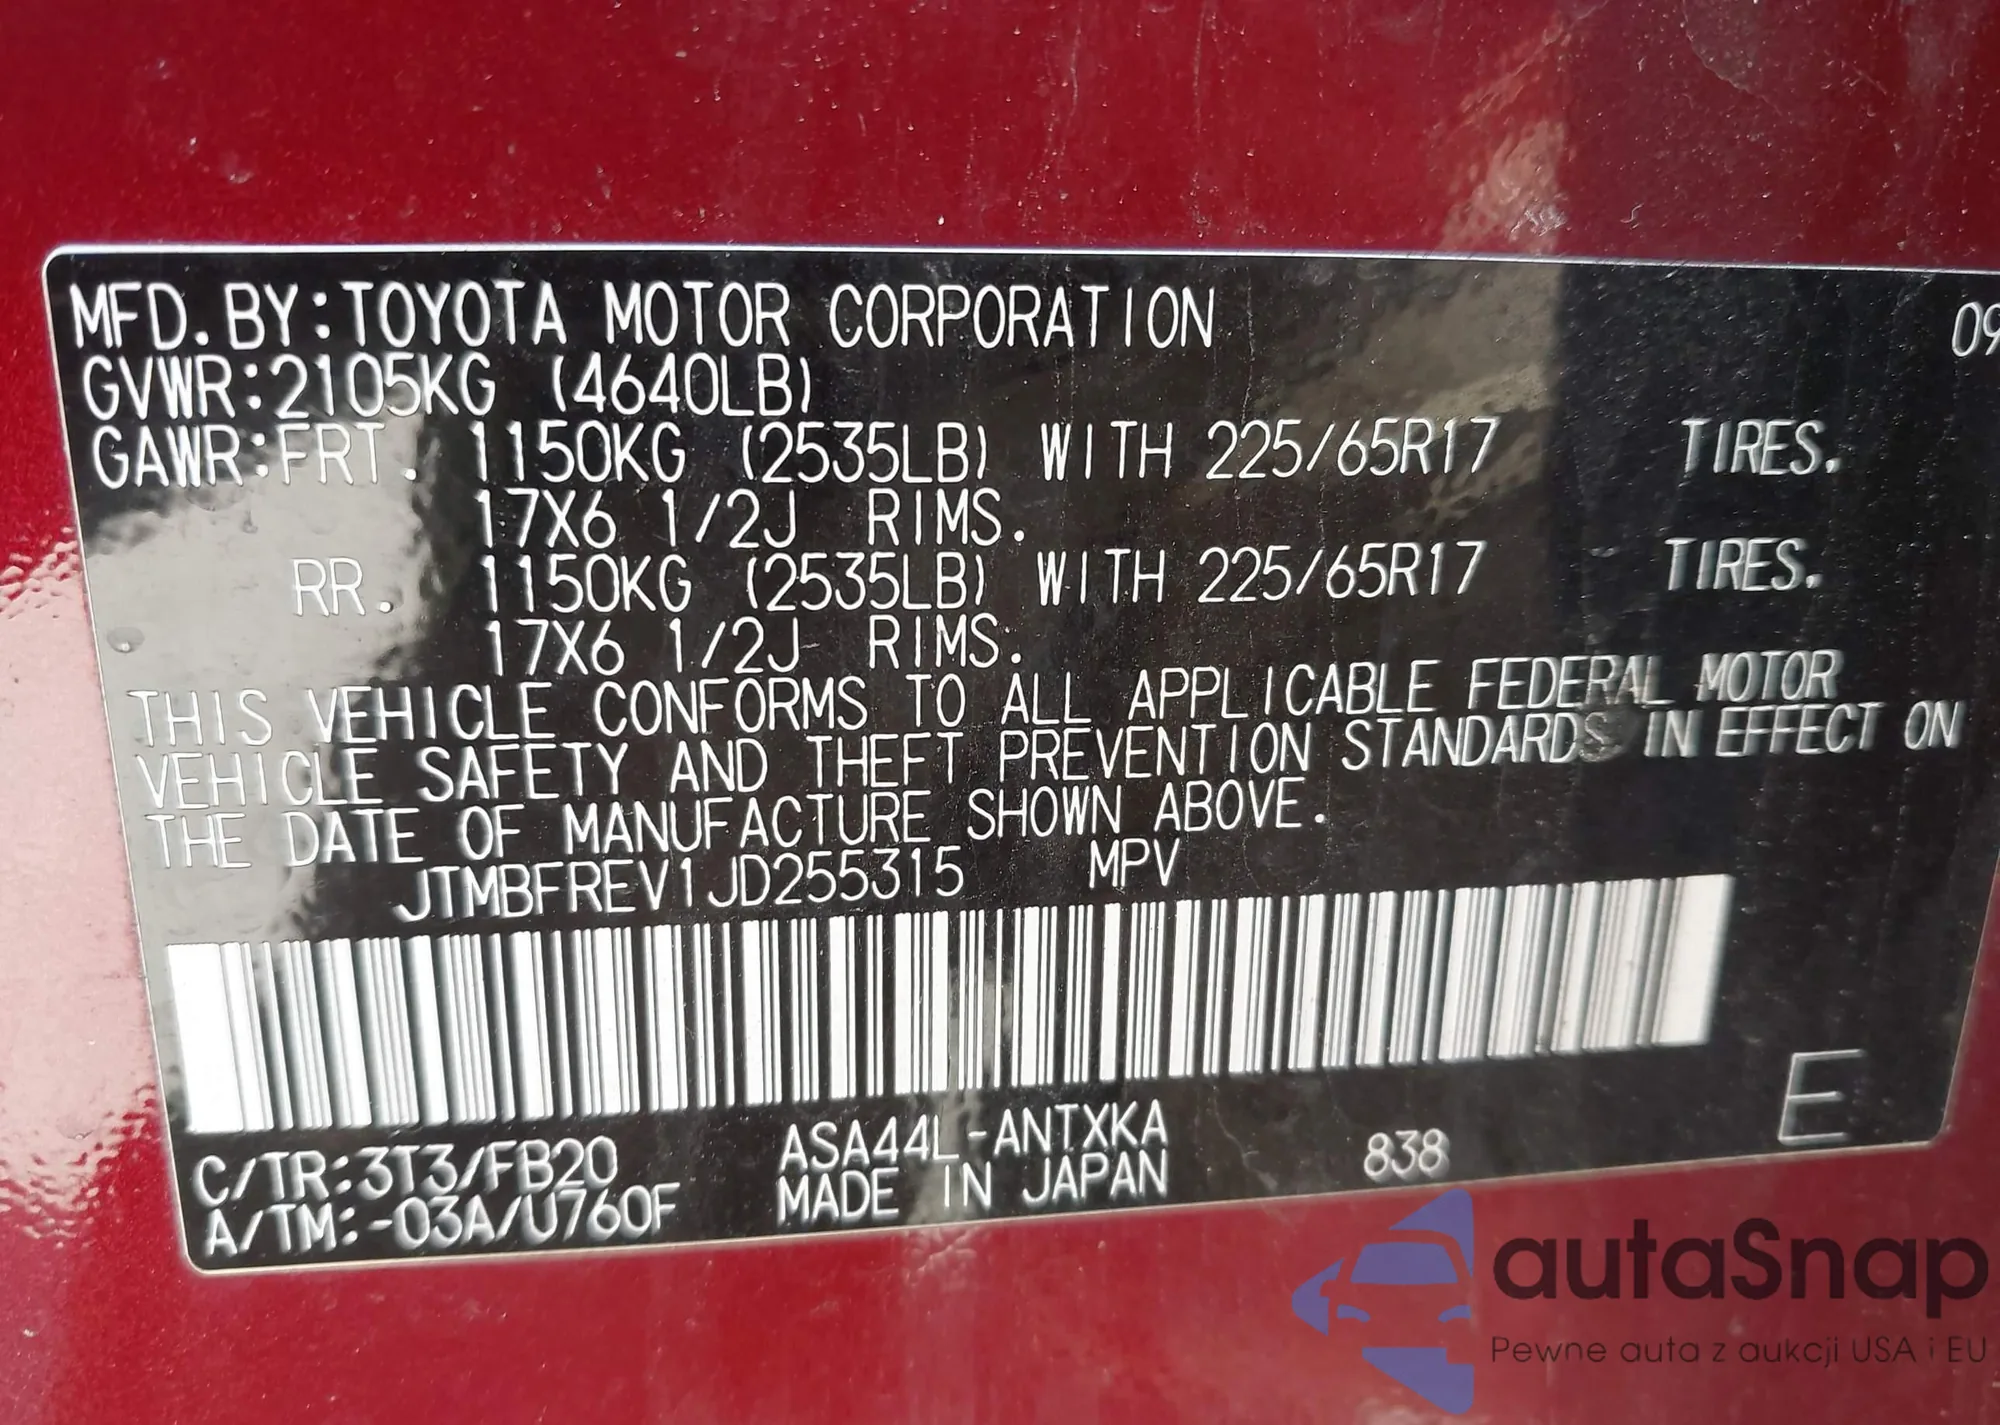 MFD.BY:TOYOTA MOTOR CORPORATION 09
GVWR:2105KG (4640LB)
GAWR:FRT. 1150KG (2535LB) WITH 225/65R17 TIRES.
17X6 1/2J RIMS.
RR. 1150KG (2535LB) WITH 225/65R17 TIRES.
17X6 1/2J RIMS.
THIS VEHICLE CONFORMS TO ALL APPLICABLE FEDERAL MOTOR
VEHICLE SAFETY AND THEFT PREVENTION STANDARDS IN EFFECT ON
THE DATE OF MANUFACTURE SHOWN ABOVE.
JTMBFREV1JD255315 MPV
C/TR:3T3/FB20 ASA44L-ANTXKA 838 E
A/TM:-03A/U760F MADE IN JAPAN
autaSnap
Pewne auta z aukcji USA i EU